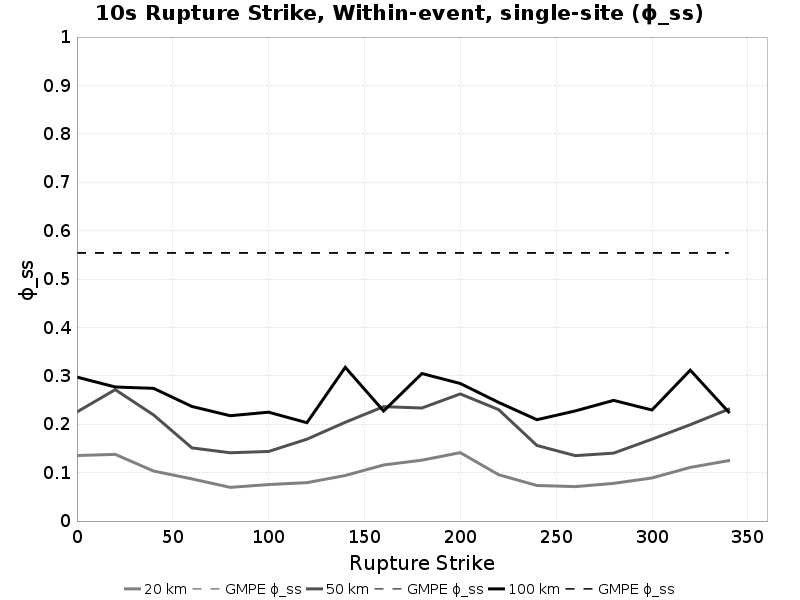 10s Rupture Strike, Within-event, single-site (ϕ_ss)
1
0.9
0.8
0.7
0.6
0.5
0.4
0.3
0.2
0.1
0
ϕ_ss
0 50 100 150 200 250 300 350
Rupture Strike
20 km GMPE ϕ_ss 50 km GMPE ϕ_ss 100 km GMPE ϕ_ss